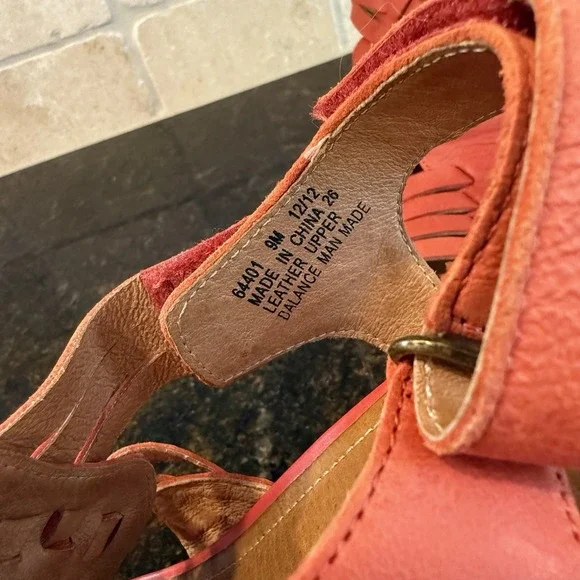 64401 9M 12/12
MADE IN CHINA 26
LEATHER UPPER
BALANCE MAN MADE